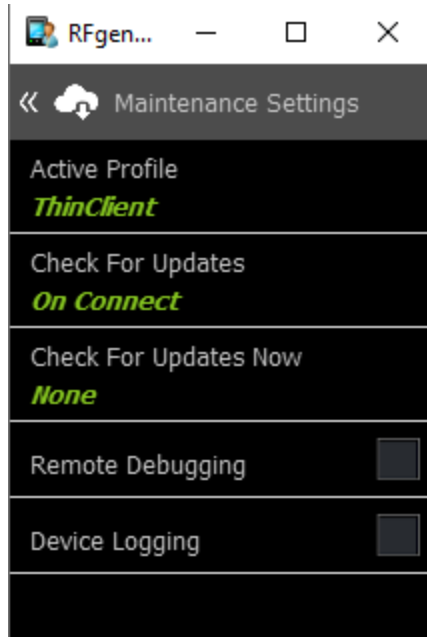 RFgen...
Maintenance Settings
Active Profile
ThinClient
Check For Updates
On Connect
Check For Updates Now
None
Remote Debugging
Device Logging